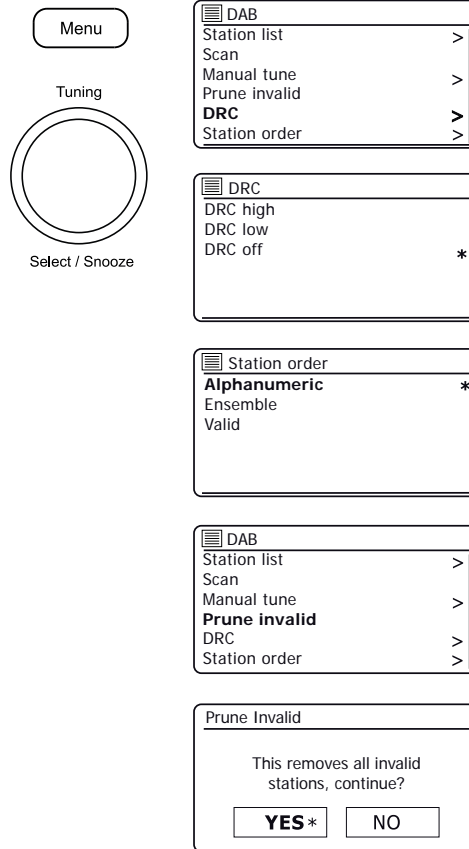 Menu
Tuning
Select / Snooze
DAB
Station list >
Scan
Manual tune >
Prune invalid
DRC >
Station order >
DRC
DRC high
DRC low
DRC off *
Station order
Alphanumeric *
Ensemble
Valid
DAB
Station list >
Scan
Manual tune >
Prune invalid
DRC >
Station order >
Prune Invalid
This removes all invalid
stations, continue?
YES * NO